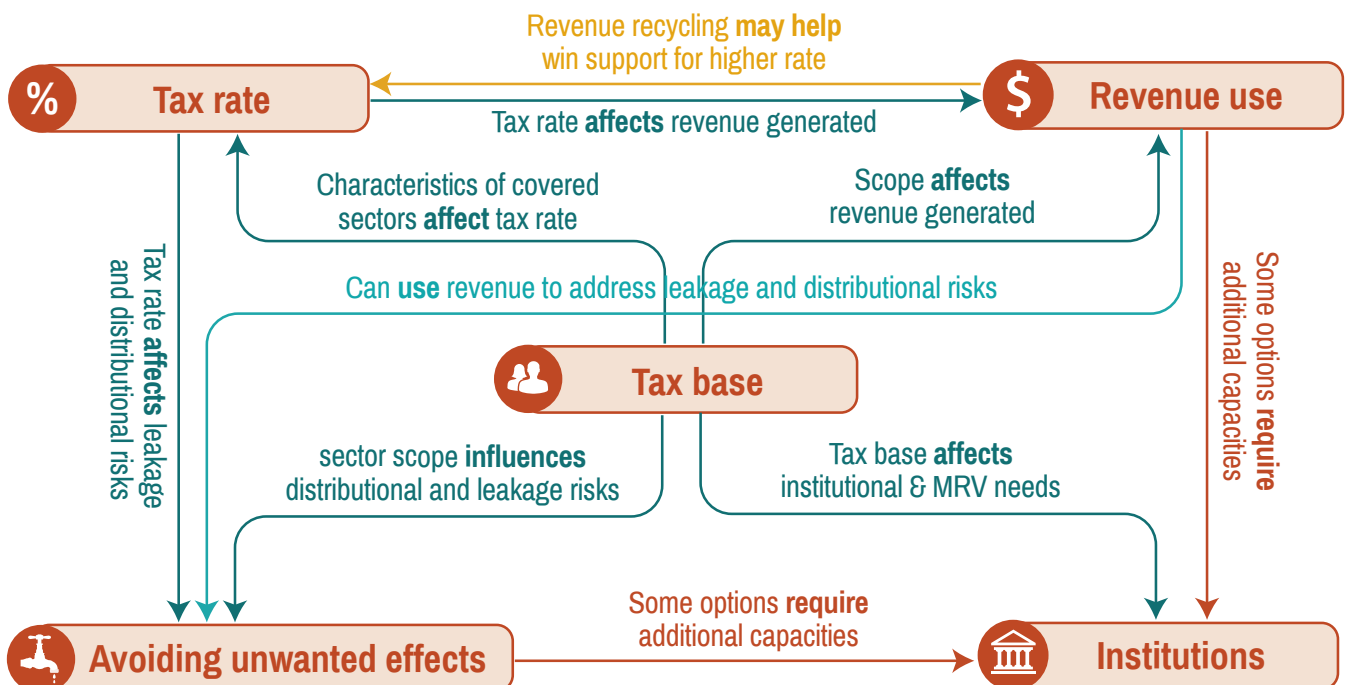 Revenue recycling may help
win support for higher rate
% Tax rate
$ Revenue use
Tax rate affects revenue generated
Characteristics of covered
sectors affect tax rate
Scope affects
revenue generated
Tax rate affects leakage
and distributional risks
Can use revenue to address leakage and distributional risks
Some options require
additional capacities
Tax base
sector scope influences
distributional and leakage risks
Tax base affects
institutional & MRV needs
Some options require
additional capacities
Avoiding unwanted effects
Institutions